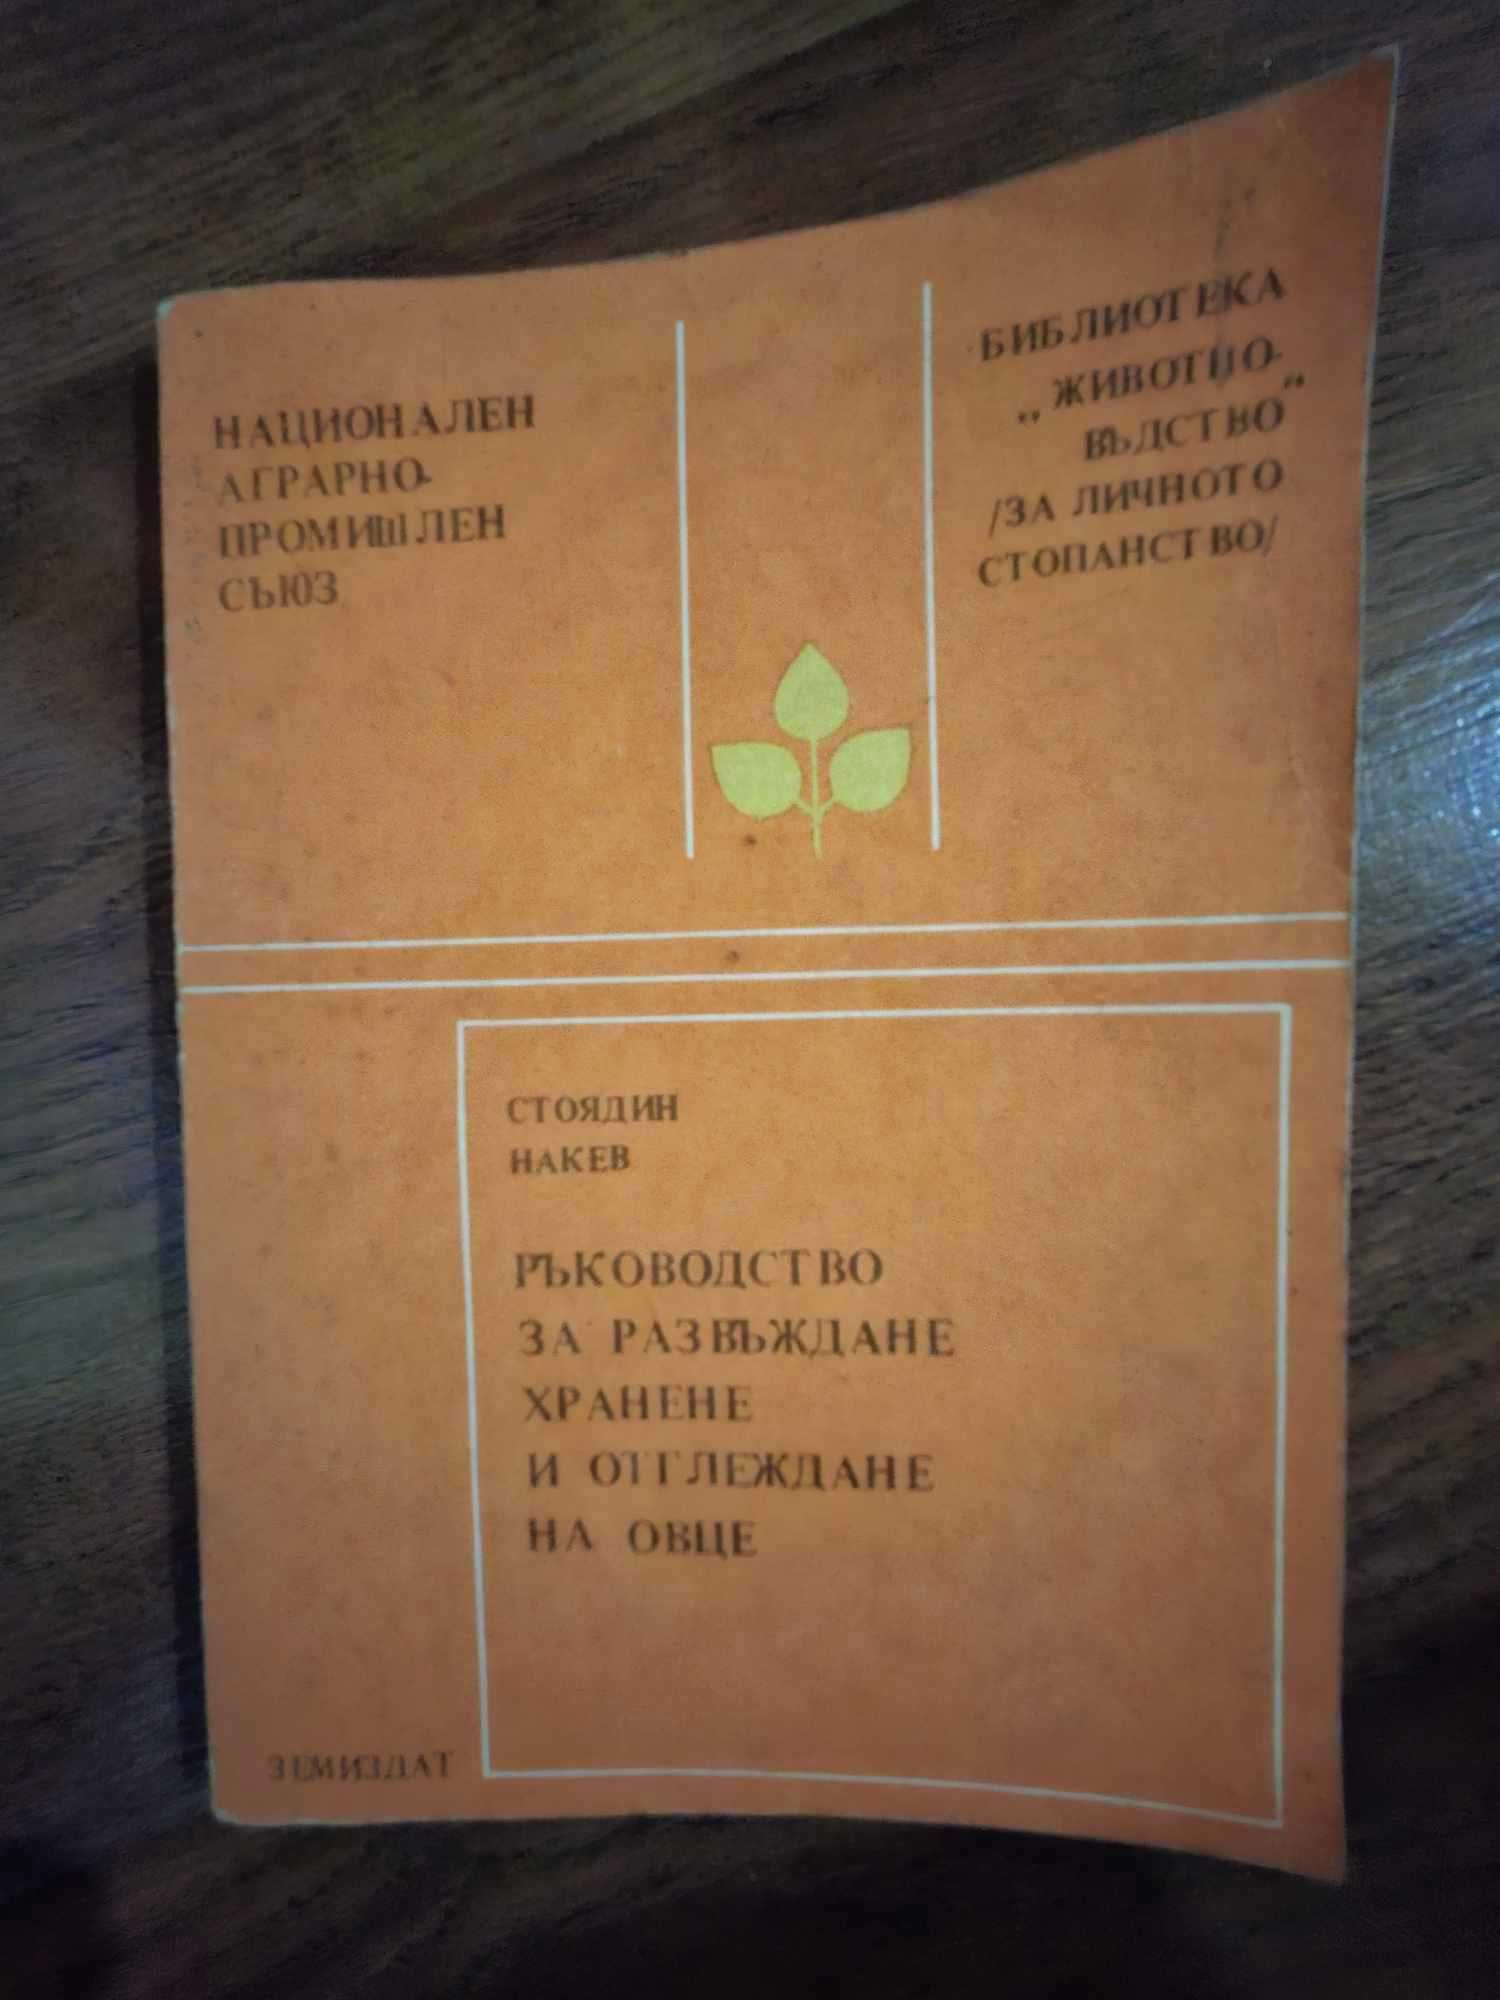 НАЦИОНАЛЕН
АГРАРНО-
ПРОМИШЛЕН
СЪЮЗ
БИБЛИОТЕКА
„ЖИВОТНО-
ВЪДСТВО"
/ЗА ЛИЧНОТО
СТОПАНСТВО/
СТОЯДИН
НАКЕВ
РЪКОВОДСТВО
ЗА РАЗВЪЖДАНЕ
ХРАНЕНЕ
И ОТГЛЕЖДАНЕ
НА ОВЦЕ
ЗЕМИЗДАТ